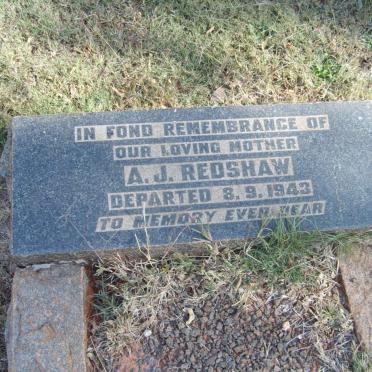 IN FOND REMEMBRANCE OF
OUR LOVING MOTHER
A.J. REDSHAW
DEPARTED 8.9.1943
TO MEMORY EVER DEAR